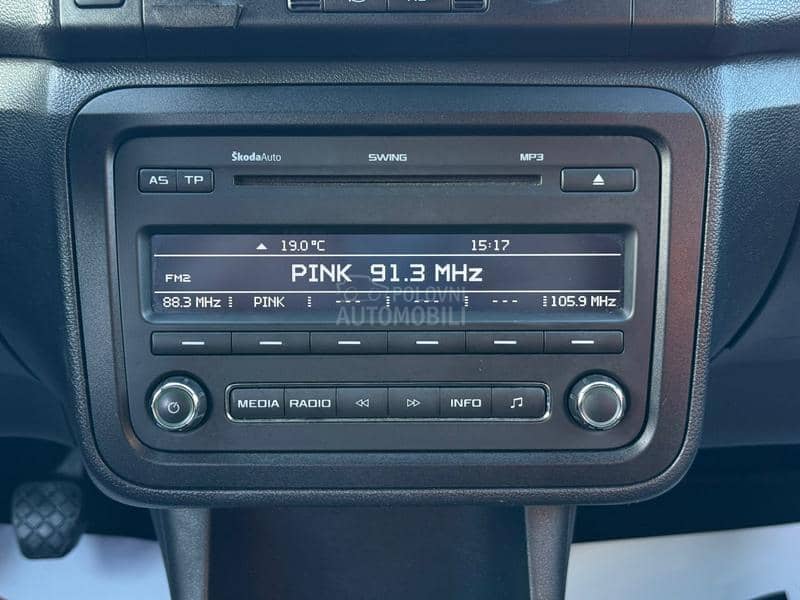 ŠkodaAuto SWING MP3
AS TP
19.0 °C 15:17
FM2 PINK 91.3 MHz
88.3 MHz PINK --- --- --- 105.9 MHz
POLOVNI
AUTOMOBILI
MEDIA RADIO INFO